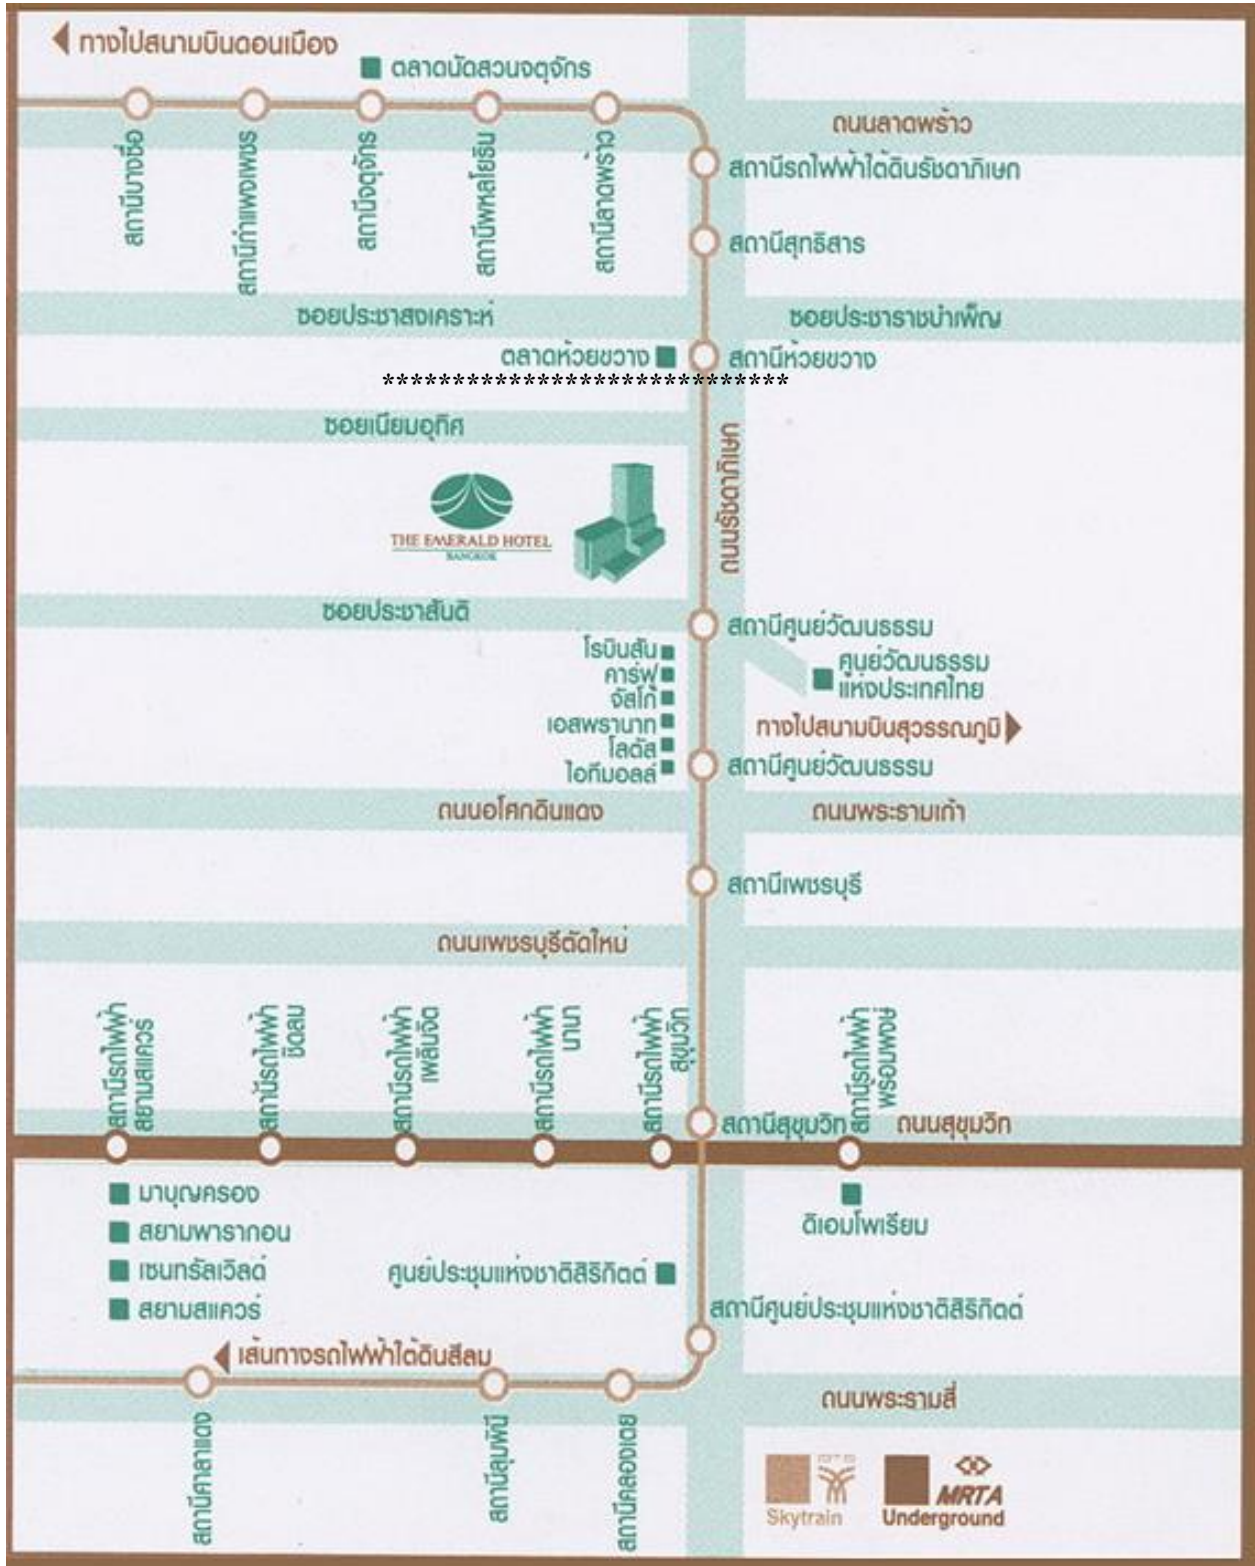 ทางไปสนามบินดอนเมือง
ตลาดนัดสวนจตุจักร
ถนนลาดพร้าว
สถานีบางซื่อ
สถานีกำแพงเพชร
สถานีจตุจักร
สถานีพหลโยธิน
สถานีลาดพร้าว
สถานีรถไฟฟ้าใต้ดินรัชดาภิเษก
สถานีสุทธิสาร
ซอยประชาสงเคราะห์
ซอยประชาราชบำเพ็ญ
ตลาดห้วยขวาง
สถานีห้วยขวาง
*****************************
ซอยเนียมอุทิศ
ถนนรัชดาภิเษก
THE EMERALD HOTEL
BANGKOK
ซอยประชาสันติ
สถานีศูนย์วัฒนธรรม
โรบินสัน
คาร์ฟู
จัสโก้
เอสพรานาท
โลตัส
ไอทีมอลล์
ศูนย์วัฒนธรรม
แห่งประเทศไทย
ทางไปสนามบินสุวรรณภูมิ
สถานีศูนย์วัฒนธรรม
ถนนอโศกดินแดง
ถนนพระรามเก้า
สถานีเพชรบุรี
ถนนเพชรบุรีตัดใหม่
สถานีรถไฟฟ้า
สยามสแควร์
สถานีรถไฟฟ้า
ชิดลม
สถานีรถไฟฟ้า
เพลินจิต
สถานีรถไฟฟ้า
นานา
สถานีรถไฟฟ้า
สุขุมวิท
สถานีสุขุมวิท
สถานีรถไฟฟ้า
พร้อมพงษ์
ถนนสุขุมวิท
มาบุญครอง
สยามพารากอน
เซนทรัลเวิลด์
สยามสแควร์
ดิเอมโพเรียม
ศูนย์ประชุมแห่งชาติสิริกิตต์
สถานีศูนย์ประชุมแห่งชาติสิริกิตต์
เส้นทางรถไฟฟ้าใต้ดินสีลม
ถนนพระรามสี่
สถานีศาลาแดง
สถานีลุมพินี
สถานีคลองเตย
Skytrain
MRTA
Underground